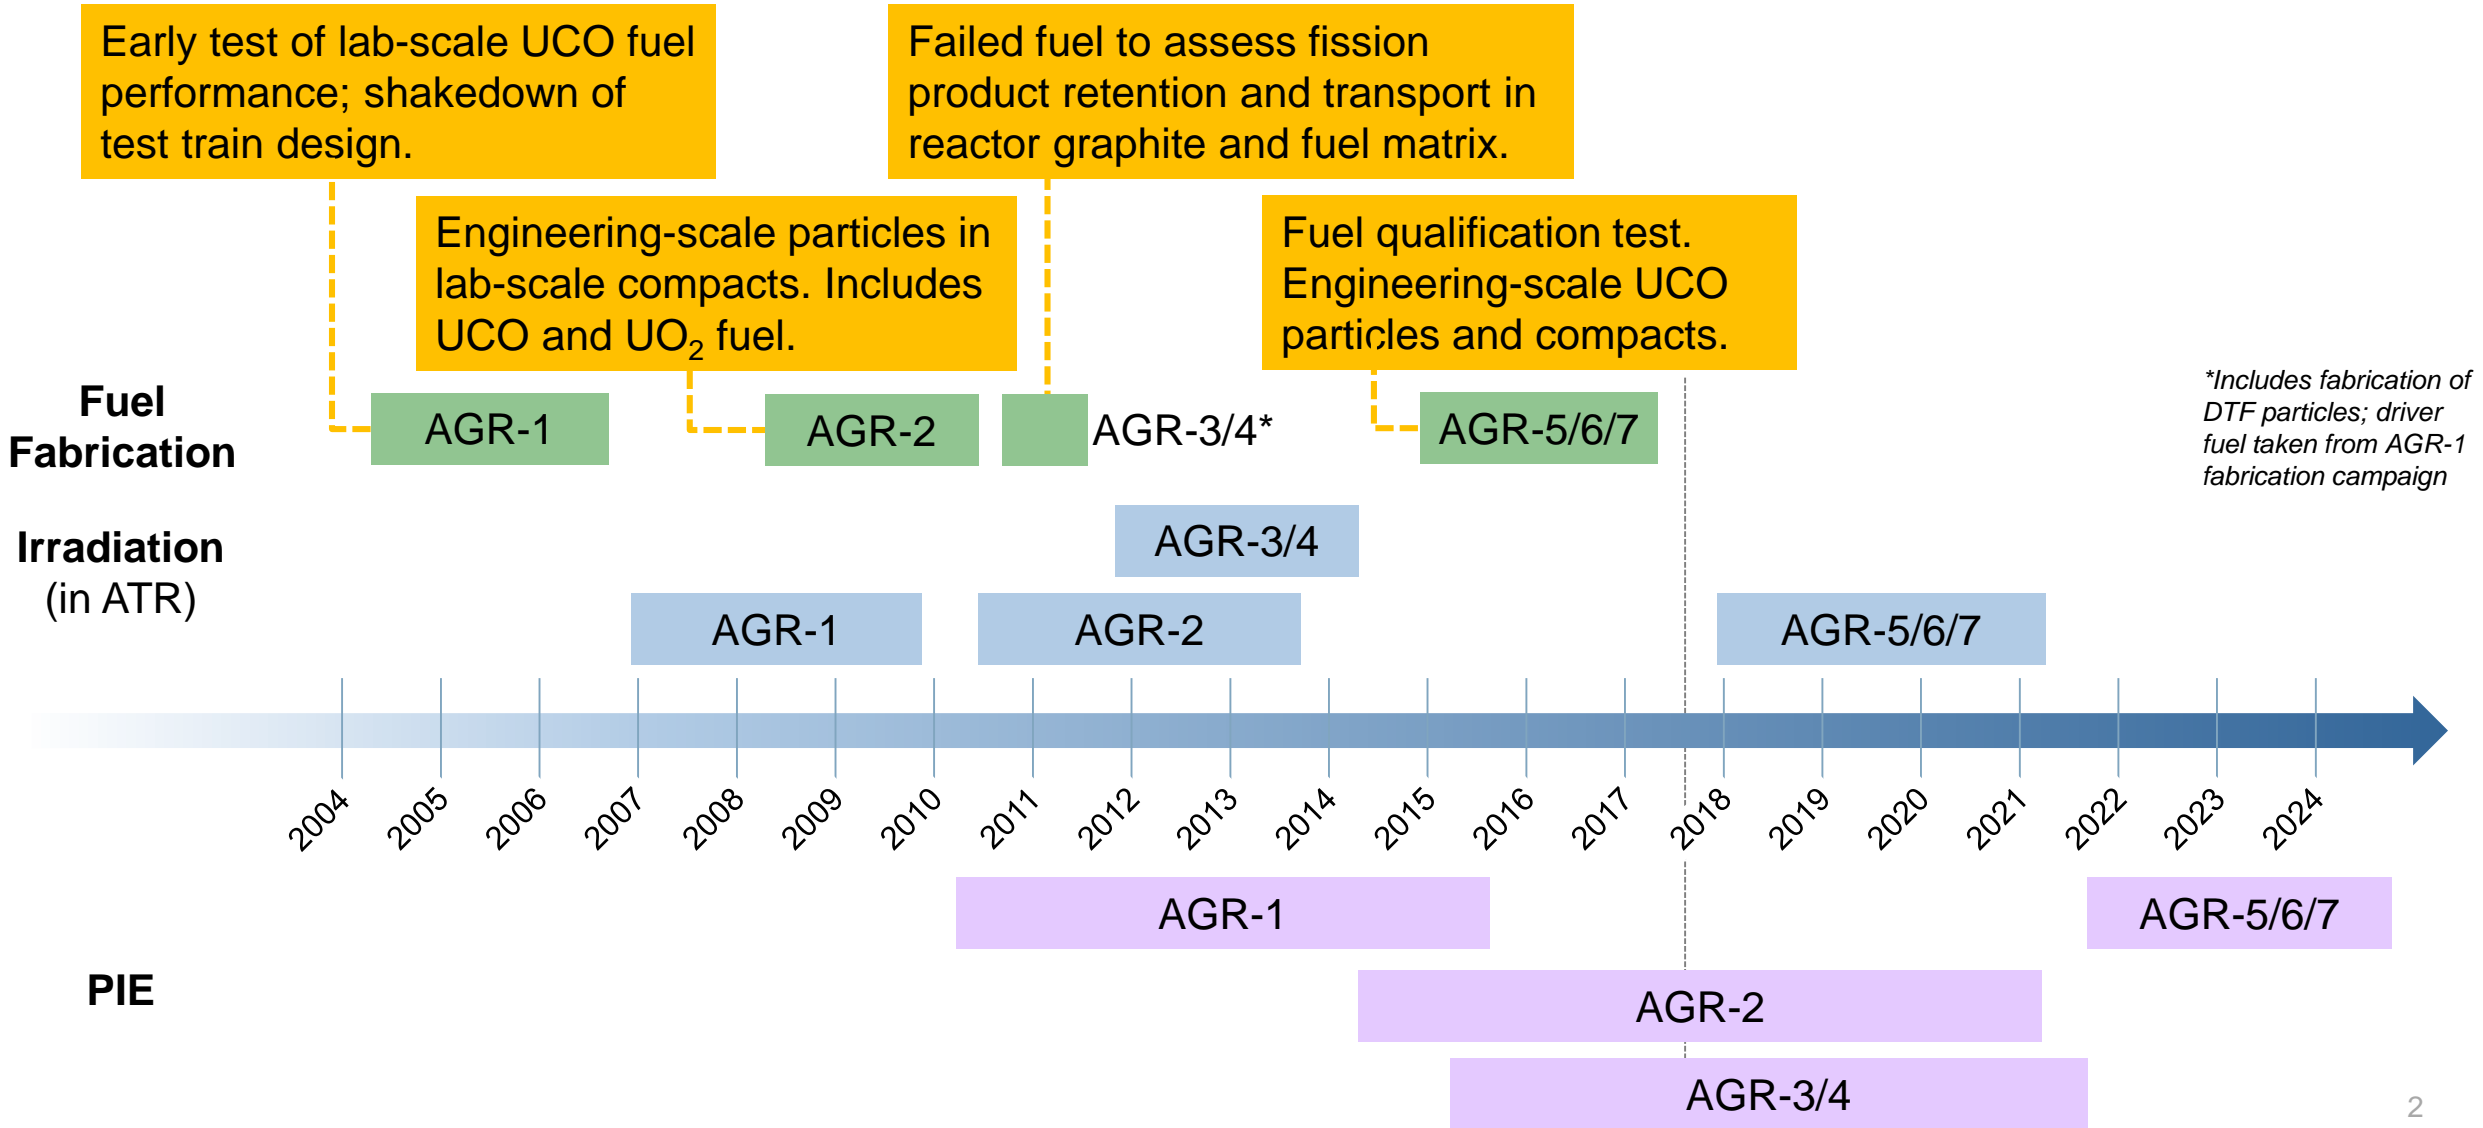 Early test of lab-scale UCO fuel
performance; shakedown of
test train design.
Failed fuel to assess fission
product retention and transport in
reactor graphite and fuel matrix.
Engineering-scale particles in
lab-scale compacts. Includes
UCO and UO₂ fuel.
Fuel qualification test.
Engineering-scale UCO
particles and compacts.
*Includes fabrication of
DTF particles; driver
fuel taken from AGR-1
fabrication campaign
Fuel
Fabrication
AGR-1
AGR-2
AGR-3/4*
AGR-5/6/7
Irradiation
(in ATR)
AGR-3/4
AGR-1
AGR-2
AGR-5/6/7
2004
2005
2006
2007
2008
2009
2010
2011
2012
2013
2014
2015
2016
2017
2018
2019
2020
2021
2022
2023
2024
PIE
AGR-1
AGR-5/6/7
AGR-2
AGR-3/4
2